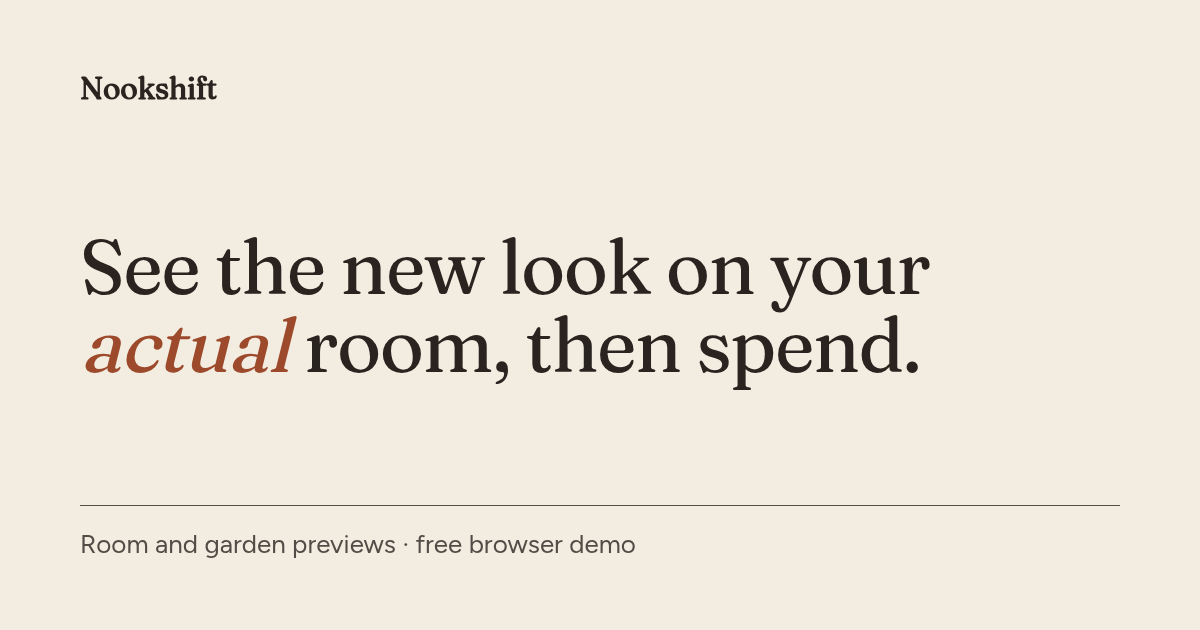 Nookshift
See the new look on your
actual room, then spend.
Room and garden previews · free browser demo